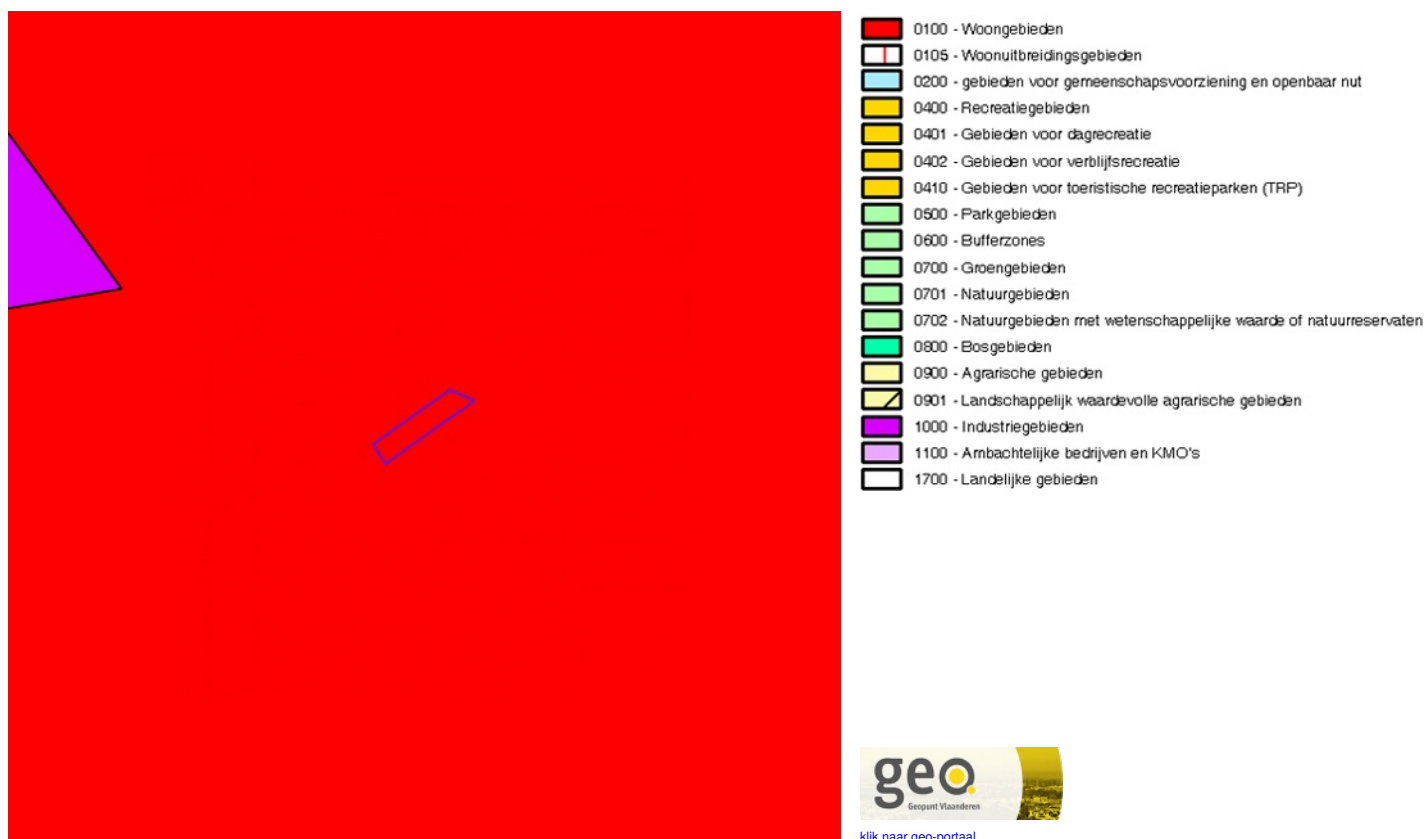 0100 - Woongebieden
0105 - Woonuitbreidingsgebieden
0200 - gebieden voor gemeenschapsvoorziening en openbaar nut
0400 - Recreatiegebieden
0401 - Gebieden voor dagrecreatie
0402 - Gebieden voor verblijfsrecreatie
0410 - Gebieden voor toeristische recreatieparken (TRP)
0500 - Parkgebieden
0600 - Bufferzones
0700 - Groengebieden
0701 - Natuurgebieden
0702 - Natuurgebieden met wetenschappelijke waarde of natuurreservaten
0800 - Bosgebieden
0900 - Agrarische gebieden
0901 - Landschappelijk waardevolle agrarische gebieden
1000 - Industriegebieden
1100 - Ambachtelijke bedrijven en KMO's
1700 - Landelijke gebieden
geo
Geopunt Vlaanderen
klik naar geo-portaal